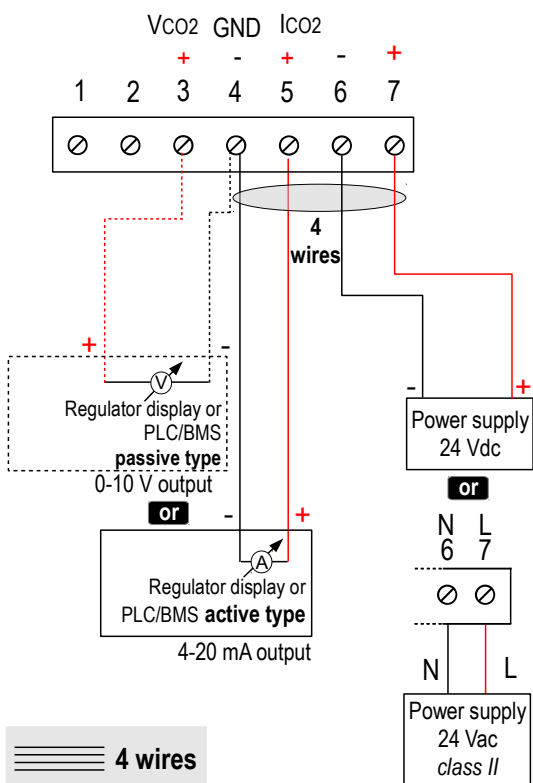 VCO2 GND ICO2
+ - + - +
1 2 3 4 5 6 7
4
wires
+ -
V
Regulator display or
PLC/BMS
passive type
0-10 V output
or
- +
A
Regulator display or
PLC/BMS active type
4-20 mA output
- +
Power supply
24 Vdc
or
N L
6 7
N L
Power supply
24 Vac
class II
4 wires